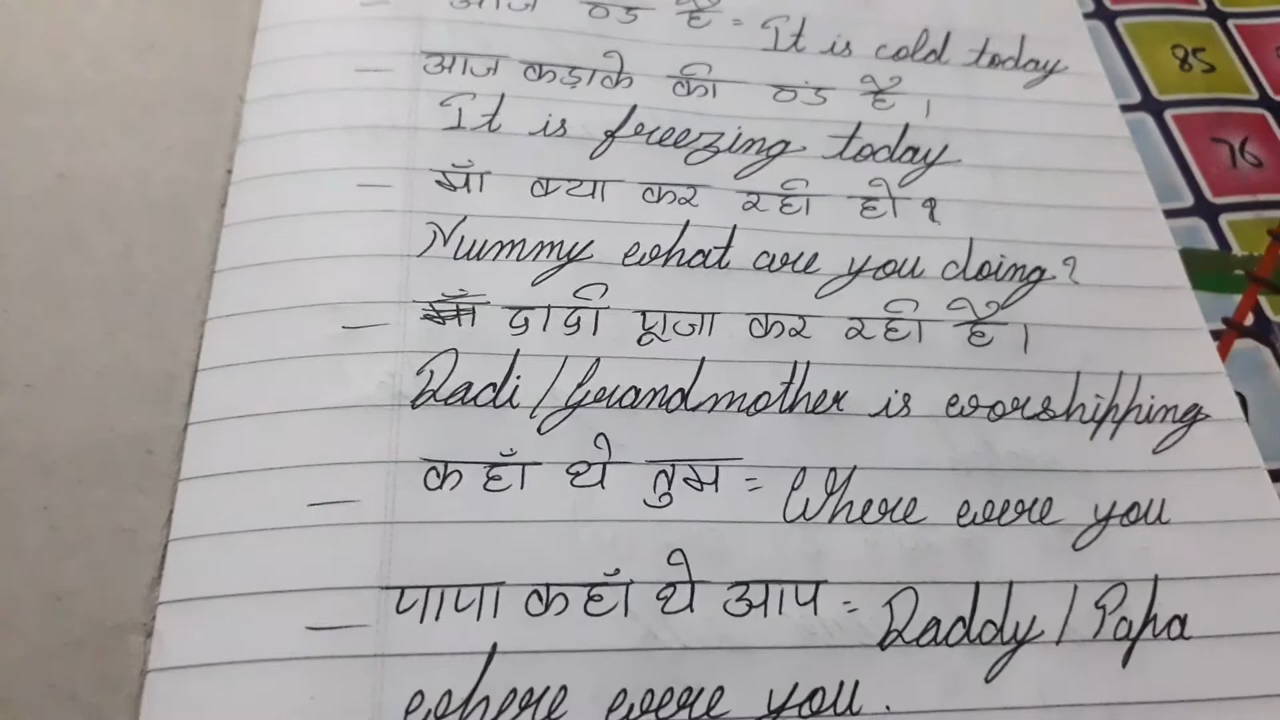 आज ठंड है = It is cold today
– आज कड़ाके की ठंड है।
It is freezing today
– माँ क्या कर रही हो ?
Mummy what are you doing?
– दादी पूजा कर रही है।
Dadi / Grandmother is worshipping
– कहाँ थे तुम = Where were you
– पापा कहाँ थे आप = Daddy / Papa
where were you.
85
76